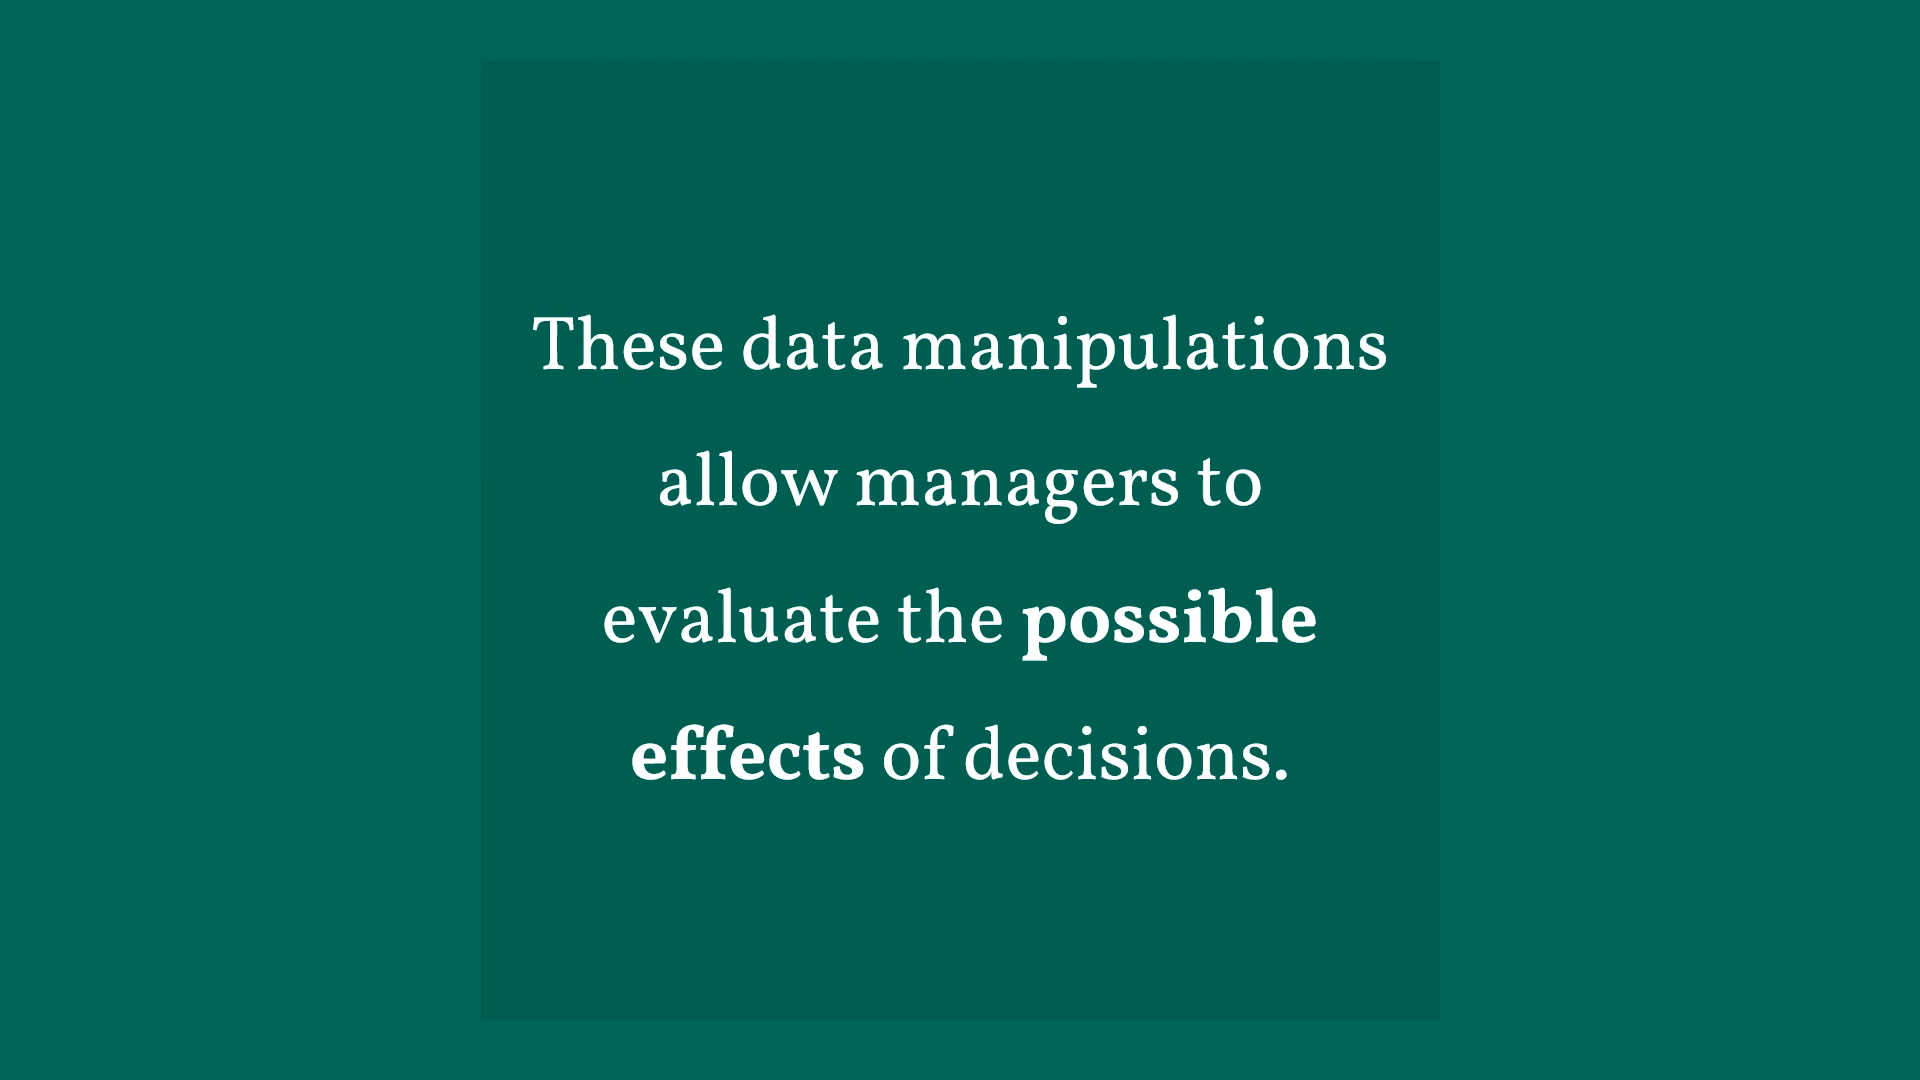 These data manipulations
allow managers to
evaluate the possible
effects of decisions.